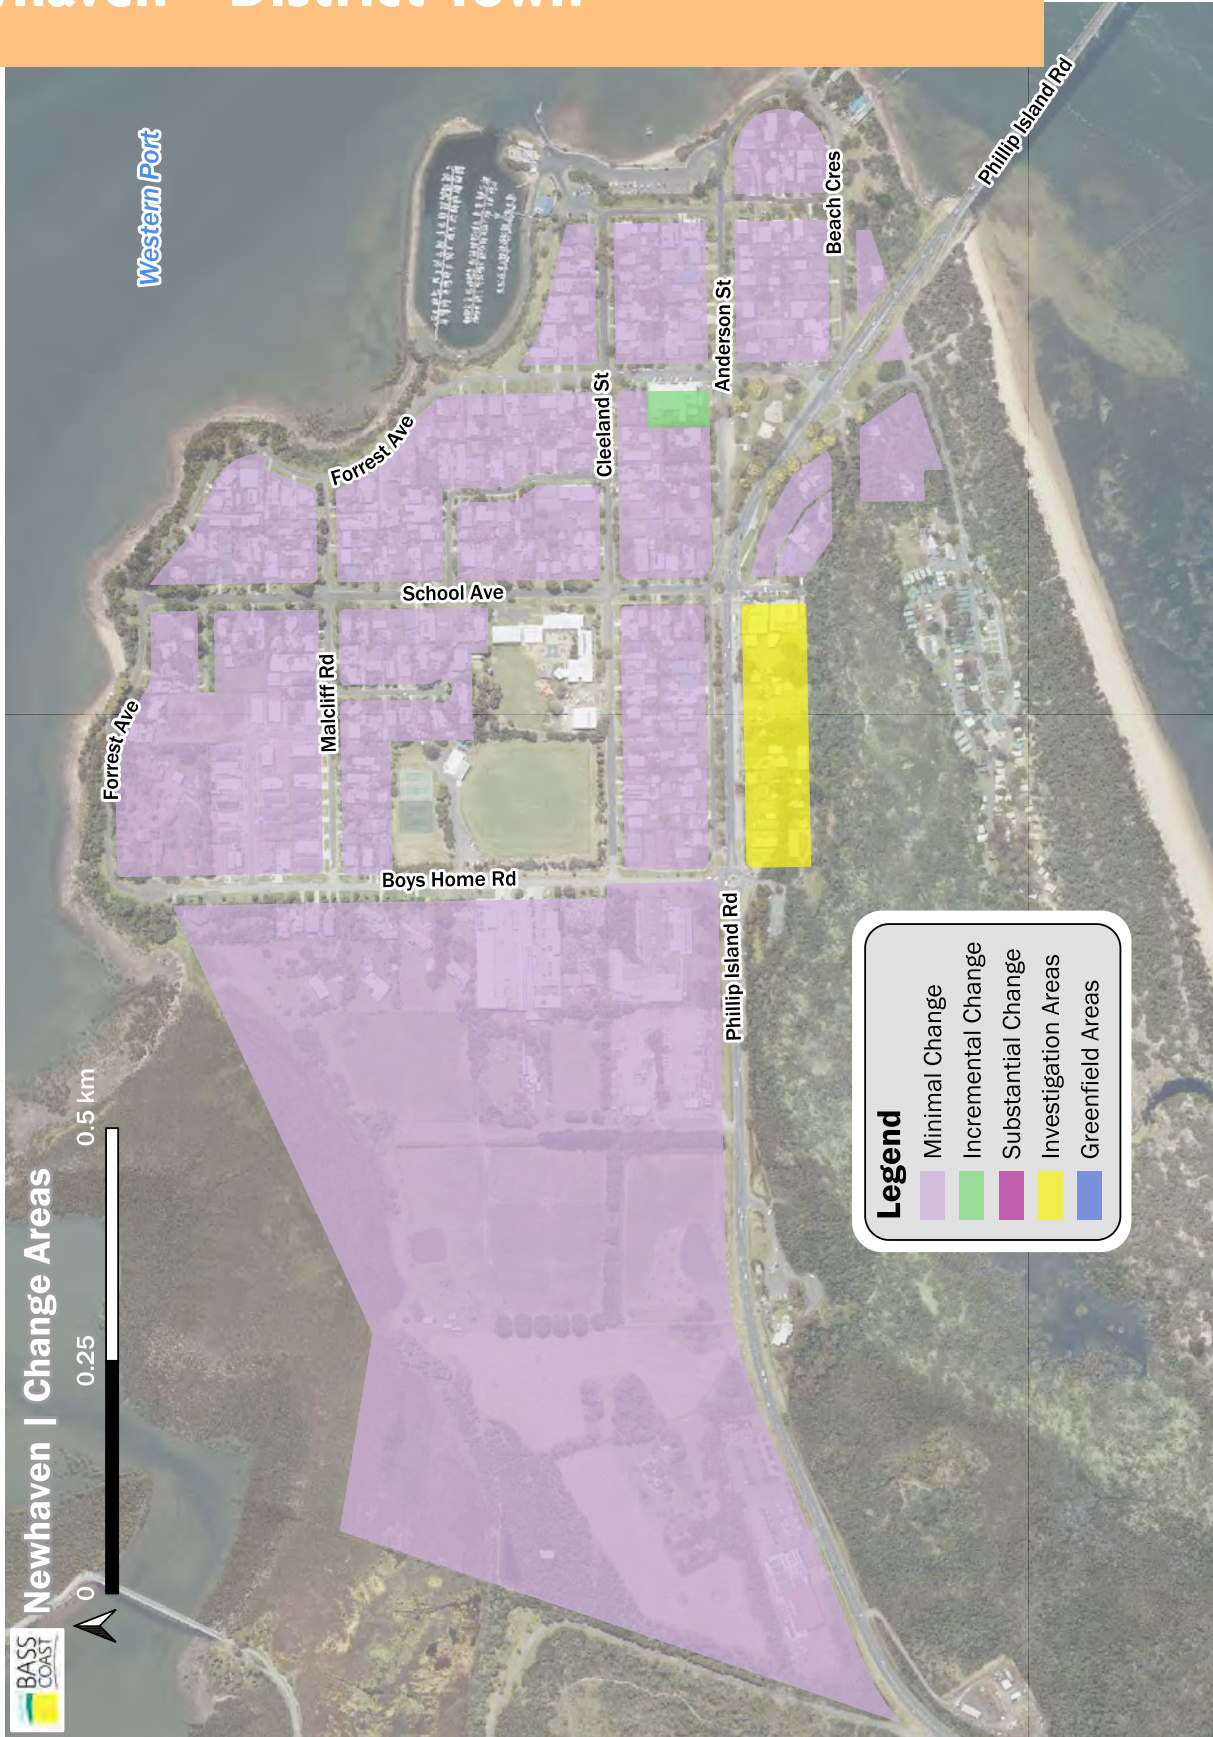 District Town
BASS
COAST
Newhaven | Change Areas
0
0.25
0.5 km
Western Port
Forrest Ave
Forrest Ave
Malcliff Rd
School Ave
Boys Home Rd
Cleeland St
Anderson St
Beach Cres
Phillip Island Rd
Phillip Island Rd
Legend
Minimal Change
Incremental Change
Substantial Change
Investigation Areas
Greenfield Areas